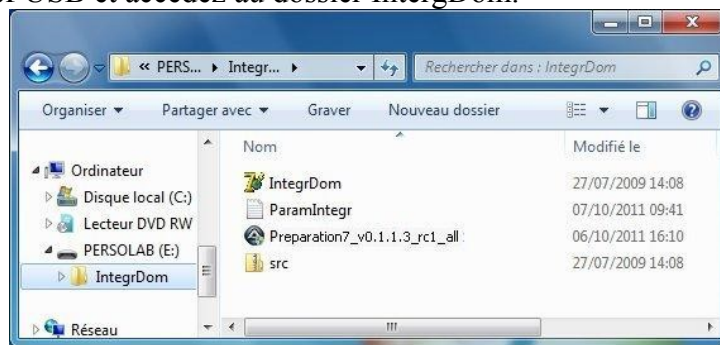 et accédez au dossier IntergDom.
« PERS... Integr... Rechercher dans : IntegrDom
Organiser Partager avec Graver Nouveau dossier
Nom Modifié le
Ordinateur
Disque local (C:)
Lecteur DVD RW
PERSOLAB (E:)
IntegrDom
Réseau
IntegrDom 27/07/2009 14:08
ParamIntegr 07/10/2011 09:41
Preparation7_v0.1.1.3_rc1_all 06/10/2011 16:10
src 27/07/2009 14:08